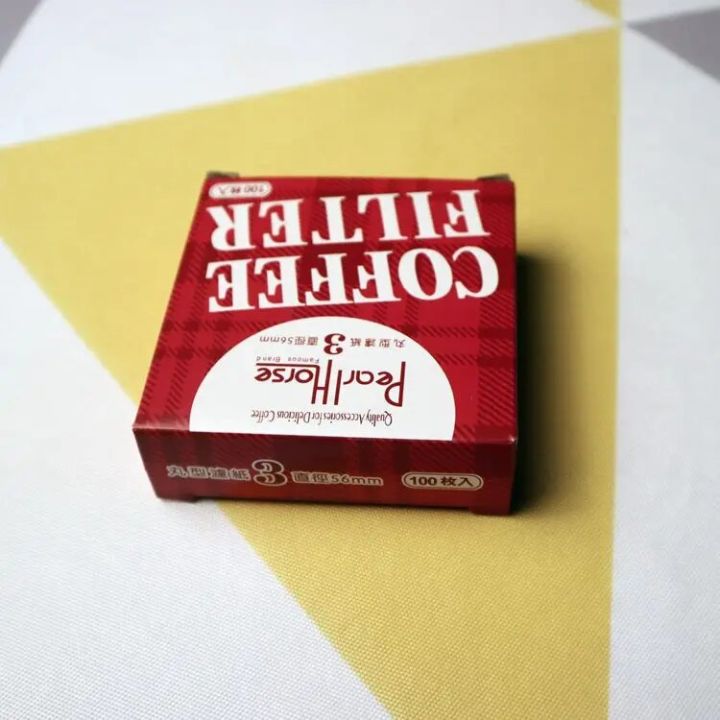 Quality Accessories for Delicious Coffee
Pearl Horse
Famous Brand
丸型濾紙 3 直徑56mm
COFFEE
FILTER
100枚入
丸型濾紙 3 直徑56mm 100枚入